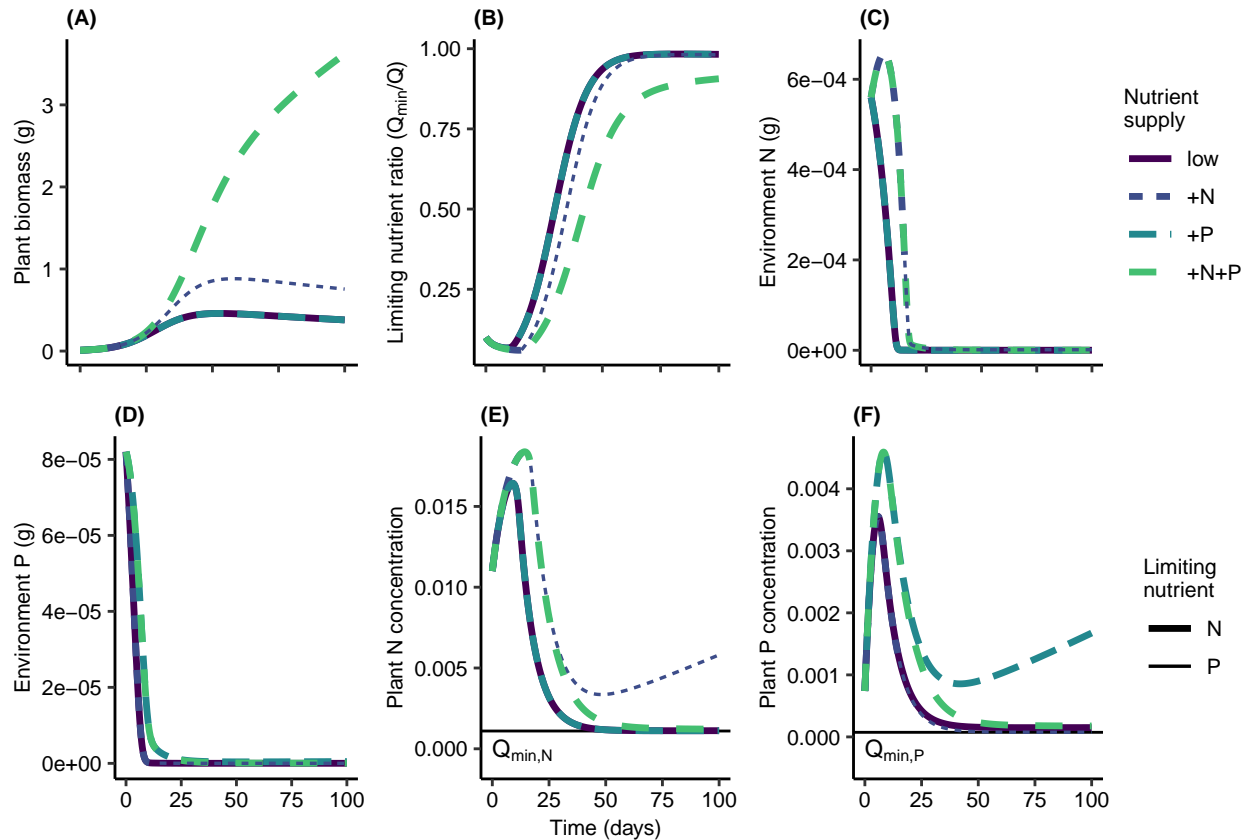 (A)
Plant biomass (g)
3
2
1
0
(B)
Limiting nutrient ratio (Qmin/Q)
1.00
0.75
0.50
0.25
(C)
Environment N (g)
6e−04
4e−04
2e−04
0e+00
Nutrient
supply
low
+N
+P
+N+P
(D)
Environment P (g)
8e−05
6e−05
4e−05
2e−05
0e+00
0 25 50 75 100
(E)
Plant N concentration
0.015
0.010
0.005
0.000
Qmin,N
0 25 50 75 100
Time (days)
(F)
Plant P concentration
0.004
0.003
0.002
0.001
0.000
Qmin,P
0 25 50 75 100
Limiting
nutrient
N
P